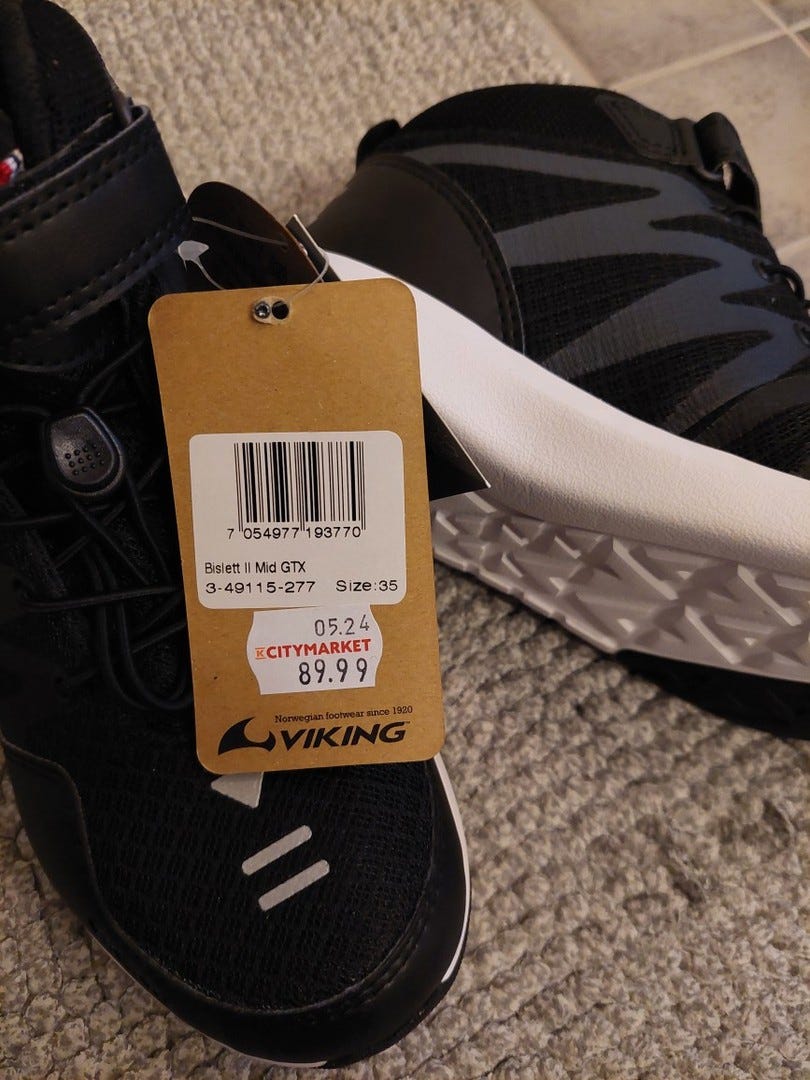 7 054977 193770
Bislett II Mid GTX
3-49115-277 Size:35
05.24
K CITYMARKET
89.99
Norwegian footwear since 1920
VIKING